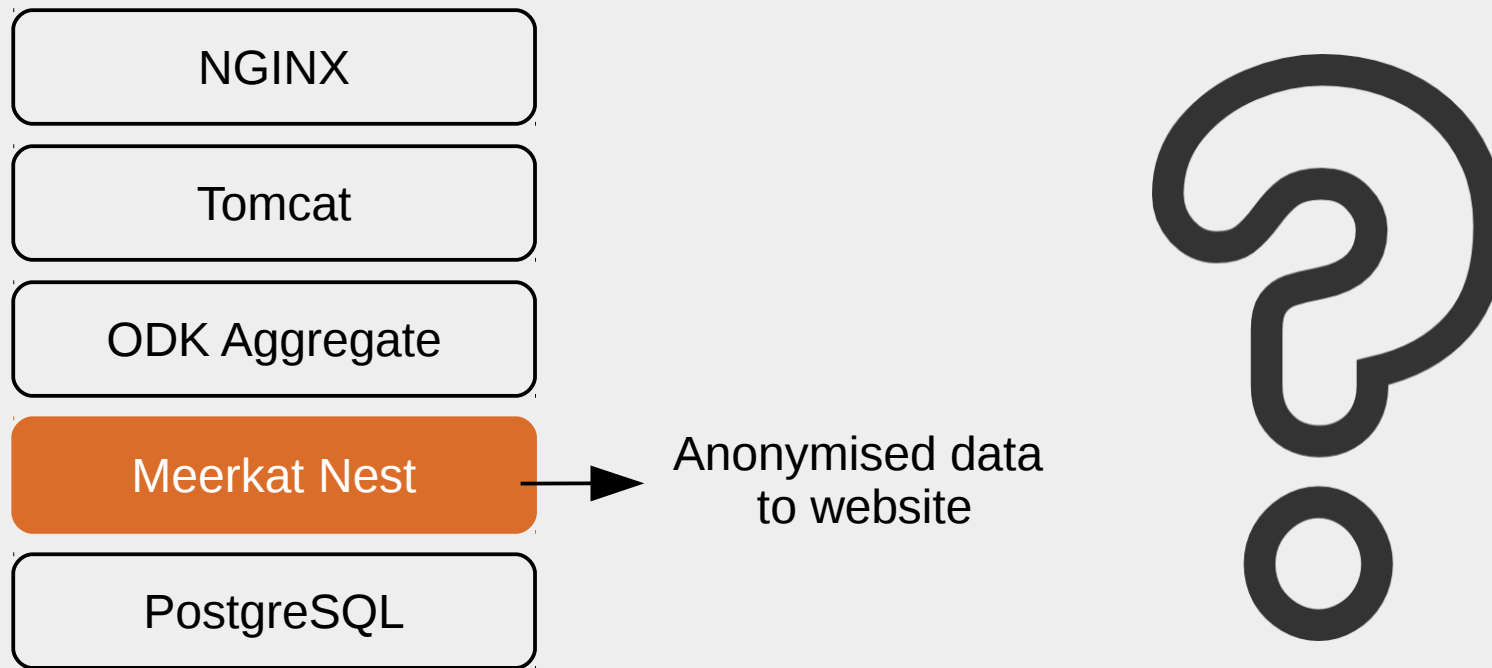 NGINX
Tomcat
ODK Aggregate
Meerkat Nest
Anonymised data
to website
PostgreSQL